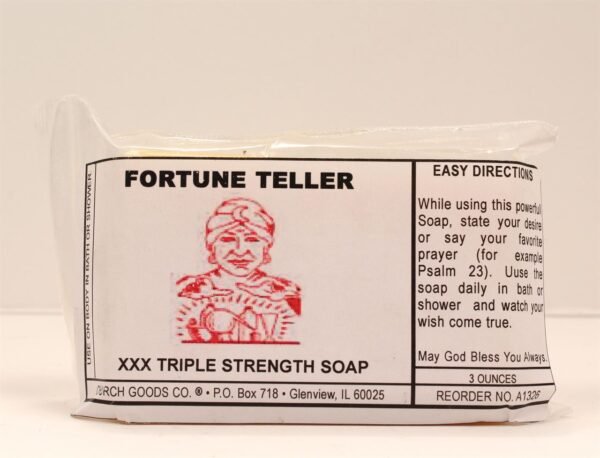 FORTUNE TELLER
XXX TRIPLE STRENGTH SOAP
GOODS CO. ® • P.O. Box 718 • Glenview, IL 60025
USE ON BODY IN BATH OR SHOWER
EASY DIRECTIONS
While using this powerful
Soap, state your desire
or say your favorite
prayer (for example
Psalm 23). Uuse the
soap daily in bath or
shower and watch your
wish come true.
May God Bless You Always.
3 OUNCES
REORDER NO. A1326